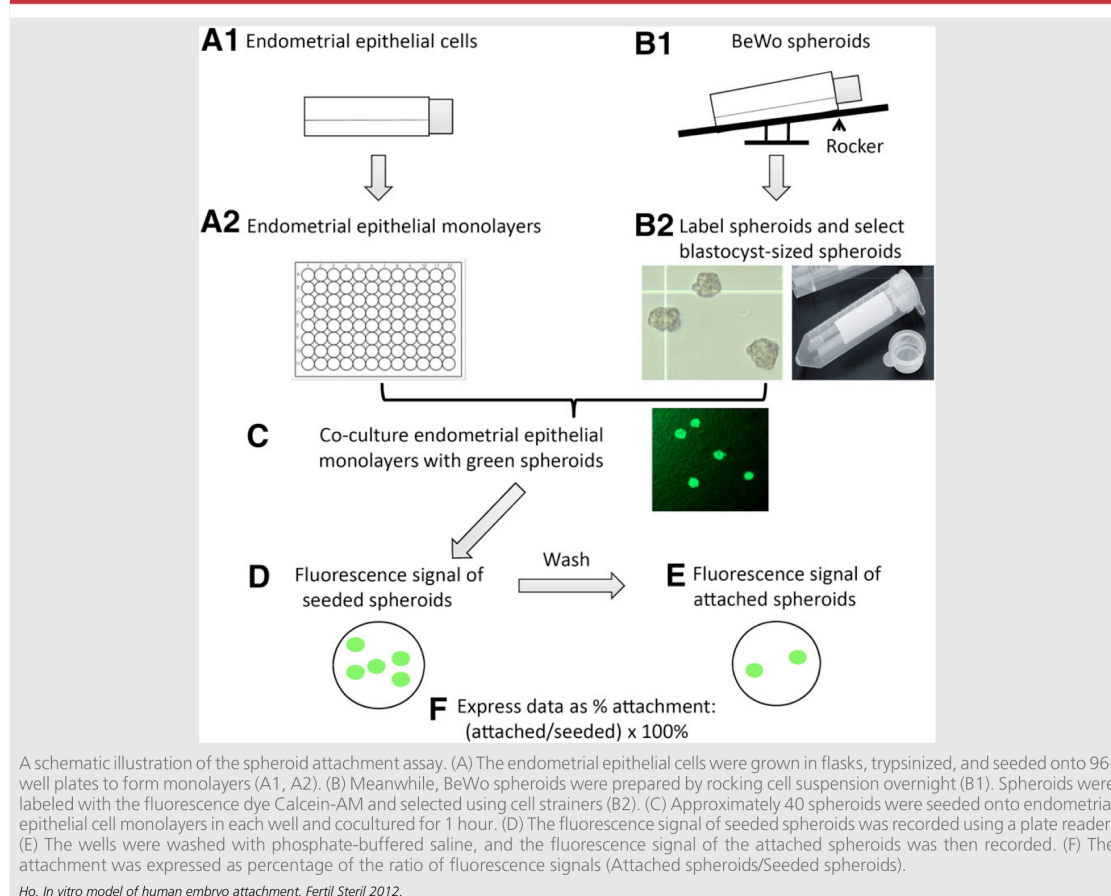 A1 Endometrial epithelial cells
B1 BeWo spheroids
Rocker
A2 Endometrial epithelial monolayers
B2 Label spheroids and select
blastocyst-sized spheroids
C Co-culture endometrial epithelial
monolayers with green spheroids
D Fluorescence signal of
seeded spheroids
Wash
E Fluorescence signal of
attached spheroids
F Express data as % attachment:
(attached/seeded) x 100%
A schematic illustration of the spheroid attachment assay. (A) The endometrial epithelial cells were grown in flasks, trypsinized, and seeded onto 96-
well plates to form monolayers (A1, A2). (B) Meanwhile, BeWo spheroids were prepared by rocking cell suspension overnight (B1). Spheroids were
labeled with the fluorescence dye Calcein-AM and selected using cell strainers (B2). (C) Approximately 40 spheroids were seeded onto endometrial
epithelial cell monolayers in each well and cocultured for 1 hour. (D) The fluorescence signal of seeded spheroids was recorded using a plate reader.
(E) The wells were washed with phosphate-buffered saline, and the fluorescence signal of the attached spheroids was then recorded. (F) The
attachment was expressed as percentage of the ratio of fluorescence signals (Attached spheroids/Seeded spheroids).
Ho. In vitro model of human embryo attachment. Fertil Steril 2012.